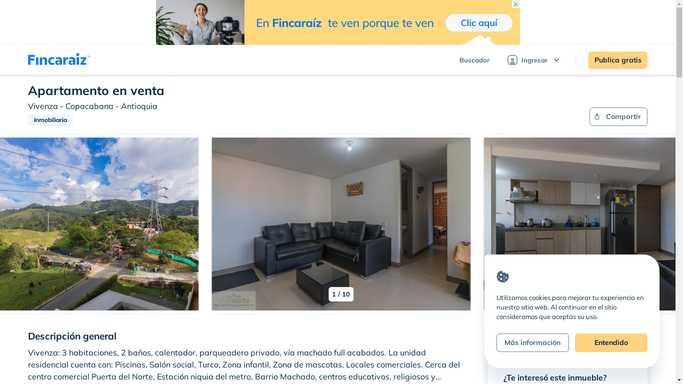 En Fincaraíz te ven porque te ven
Clic aquí
Fincaraiz
Buscador
Ingresar
Publica gratis
Apartamento en venta
Vivenza - Copacabana - Antioquia
Inmobiliaria
Compartir
1 / 10
Utilizamos cookies para mejorar tu experiencia en
nuestro sitio web. Al continuar en el sitio
consideramos que aceptas su uso.
Más información
Entendido
Descripción general
Vivenza: 3 habitaciones, 2 baños, calentador, parqueadero privado, vía machado full acabados. La unidad
residencial cuenta con: Piscinas, Salón social, Turco, Zona infantil, Zona de mascotas, Locales comerciales. Cerca del
centro comercial Puerta del Norte, Estación niquia del metro, Barrio Machado, centros educativos, religiosos y...
¿Te interesó este inmueble?